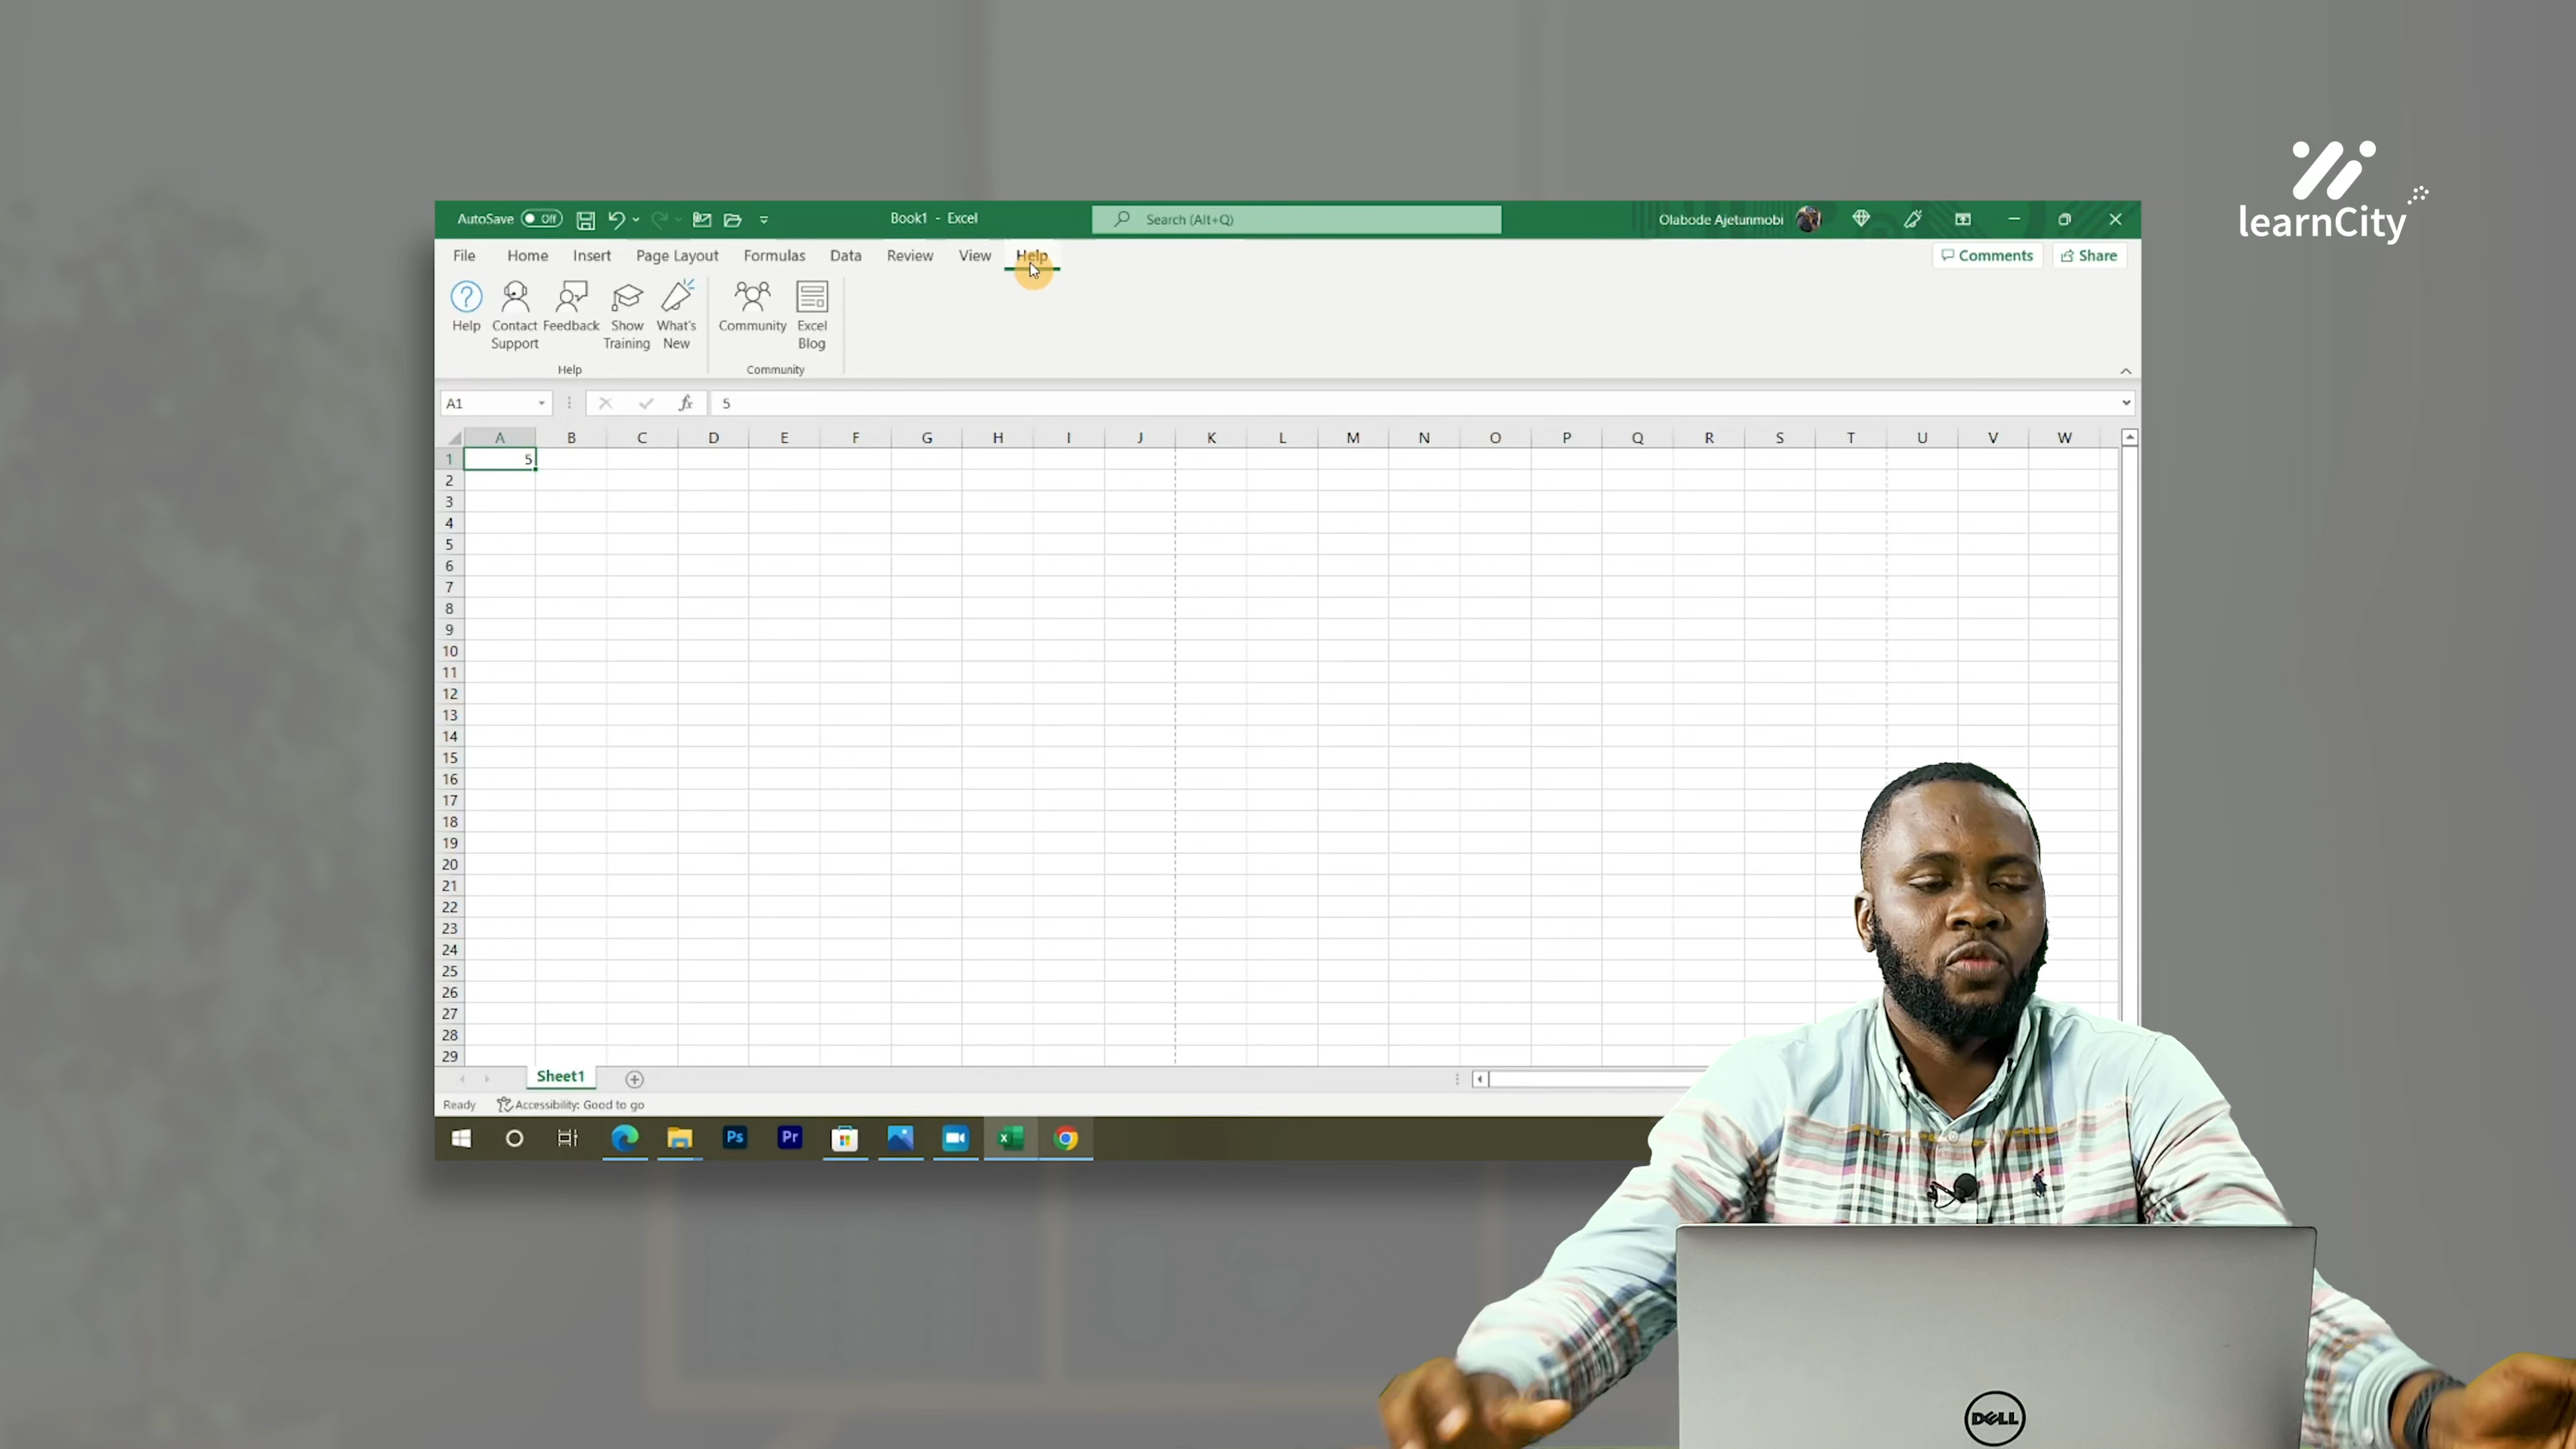 learnCity
AutoSave Off Book1 - Excel Search (Alt+Q) Olabode Ajetunmobi
File Home Insert Page Layout Formulas Data Review View Help Comments Share
Help Contact Support Feedback Show Training What's New Community Excel Blog
Help Community
A1 fx 5
A B C D E F G H I J K L M N O P Q R S T U V W
1 5
2
3
4
5
6
7
8
9
10
11
12
13
14
15
16
17
18
19
20
21
22
23
24
25
26
27
28
29
Sheet1
Ready Accessibility: Good to go
Ps Pr
DELL